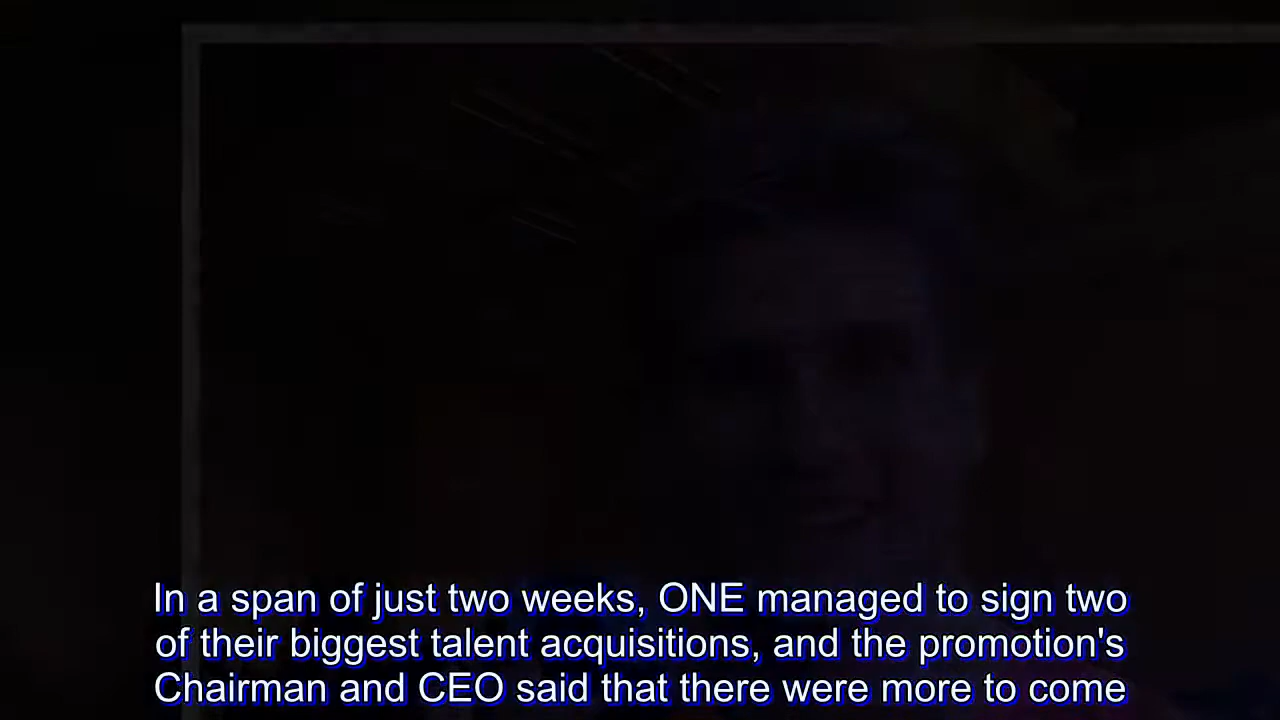 In a span of just two weeks, ONE managed to sign two
of their biggest talent acquisitions, and the promotion's
Chairman and CEO said that there were more to come